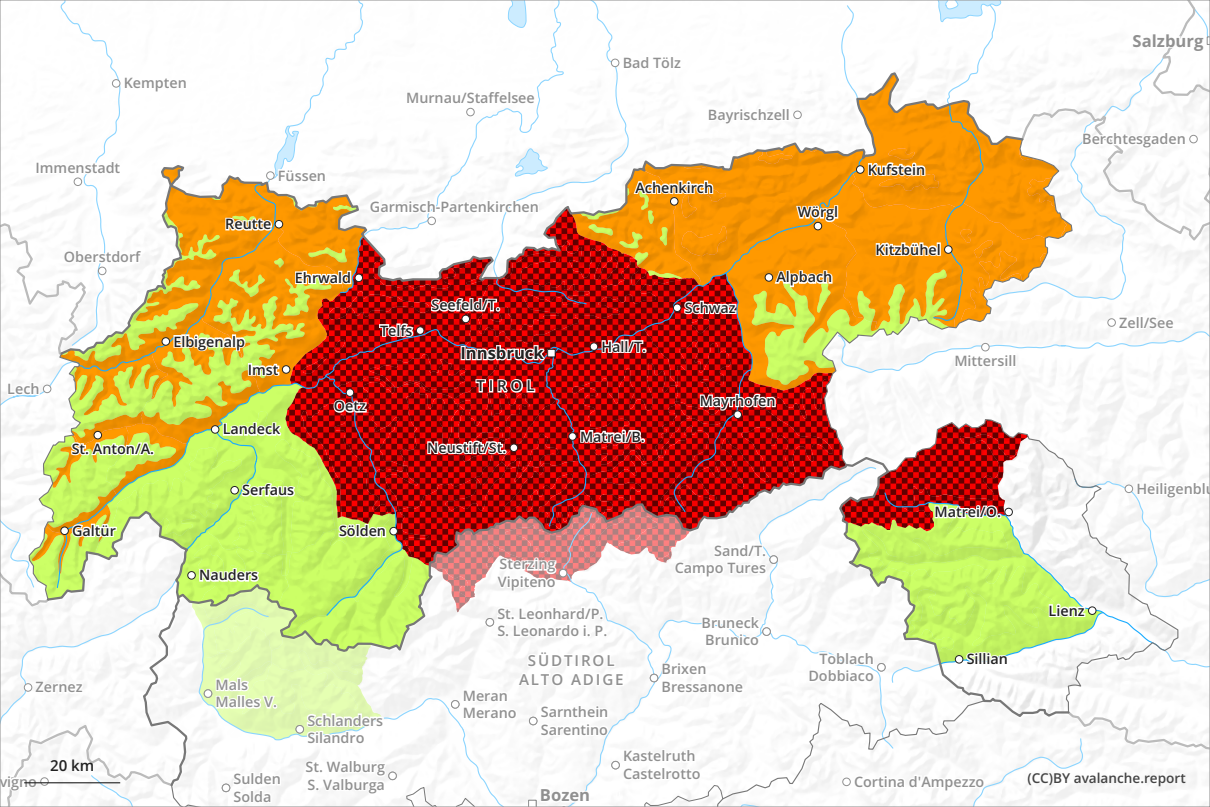 Salzburg
Bad Tölz
Kempten
Murnau/Staffelsee
Bayrischzell
Berchtesgaden
Immenstadt
Füssen
Kufstein
Achenkirch
Garmisch-Partenkirchen
Wörgl
Reutte
Kitzbühel
Oberstdorf
Ehrwald
Alpbach
Seefeld/T.
Schwaz
Telfs
Zell/See
Elbigenalp
Innsbruck
Hall/T.
Mittersill
Imst
TIROL
Lech
Oetz
Mayrhofen
Landeck
Matrei/B.
St. Anton/A.
Neustift/St.
Serfaus
Heiligenblu
Matrei/O.
Galtür
Sölden
Sand/T.
Campo Tures
Sterzing
Vipiteno
Nauders
Lienz
St. Leonhard/P.
S. Leonardo i. P.
Bruneck
Brunico
SÜDTIROL
ALTO ADIGE
Sillian
Toblach
Dobbiaco
Brixen
Bressanone
Zernez
Mals
Malles V.
Meran
Merano
Sarnthein
Sarentino
Schlanders
Silandro
Kastelruth
Castelrotto
St. Walburg
S. Valburga
20 km
Sulden
Solda
vigno
Cortina d'Ampezzo
(CC)BY avalanche.report
Bozen